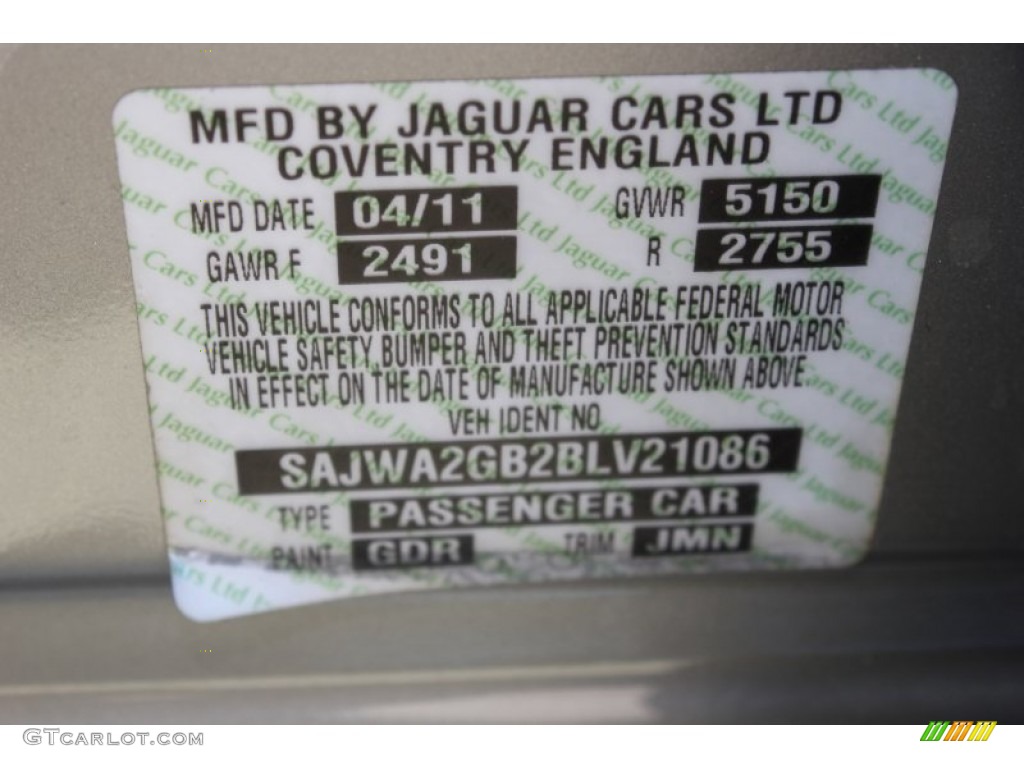 MFD BY JAGUAR CARS LTD
COVENTRY ENGLAND
MFD DATE 04/11 GVWR 5150
GAWR F 2491 R 2755
THIS VEHICLE CONFORMS TO ALL APPLICABLE FEDERAL MOTOR
VEHICLE SAFETY, BUMPER AND THEFT PREVENTION STANDARDS
IN EFFECT ON THE DATE OF MANUFACTURE SHOWN ABOVE.
VEH IDENT NO
SAJWA2GB2BLV21086
TYPE PASSENGER CAR
PAINT GDR TRIM JMN
GTCARLOT.COM